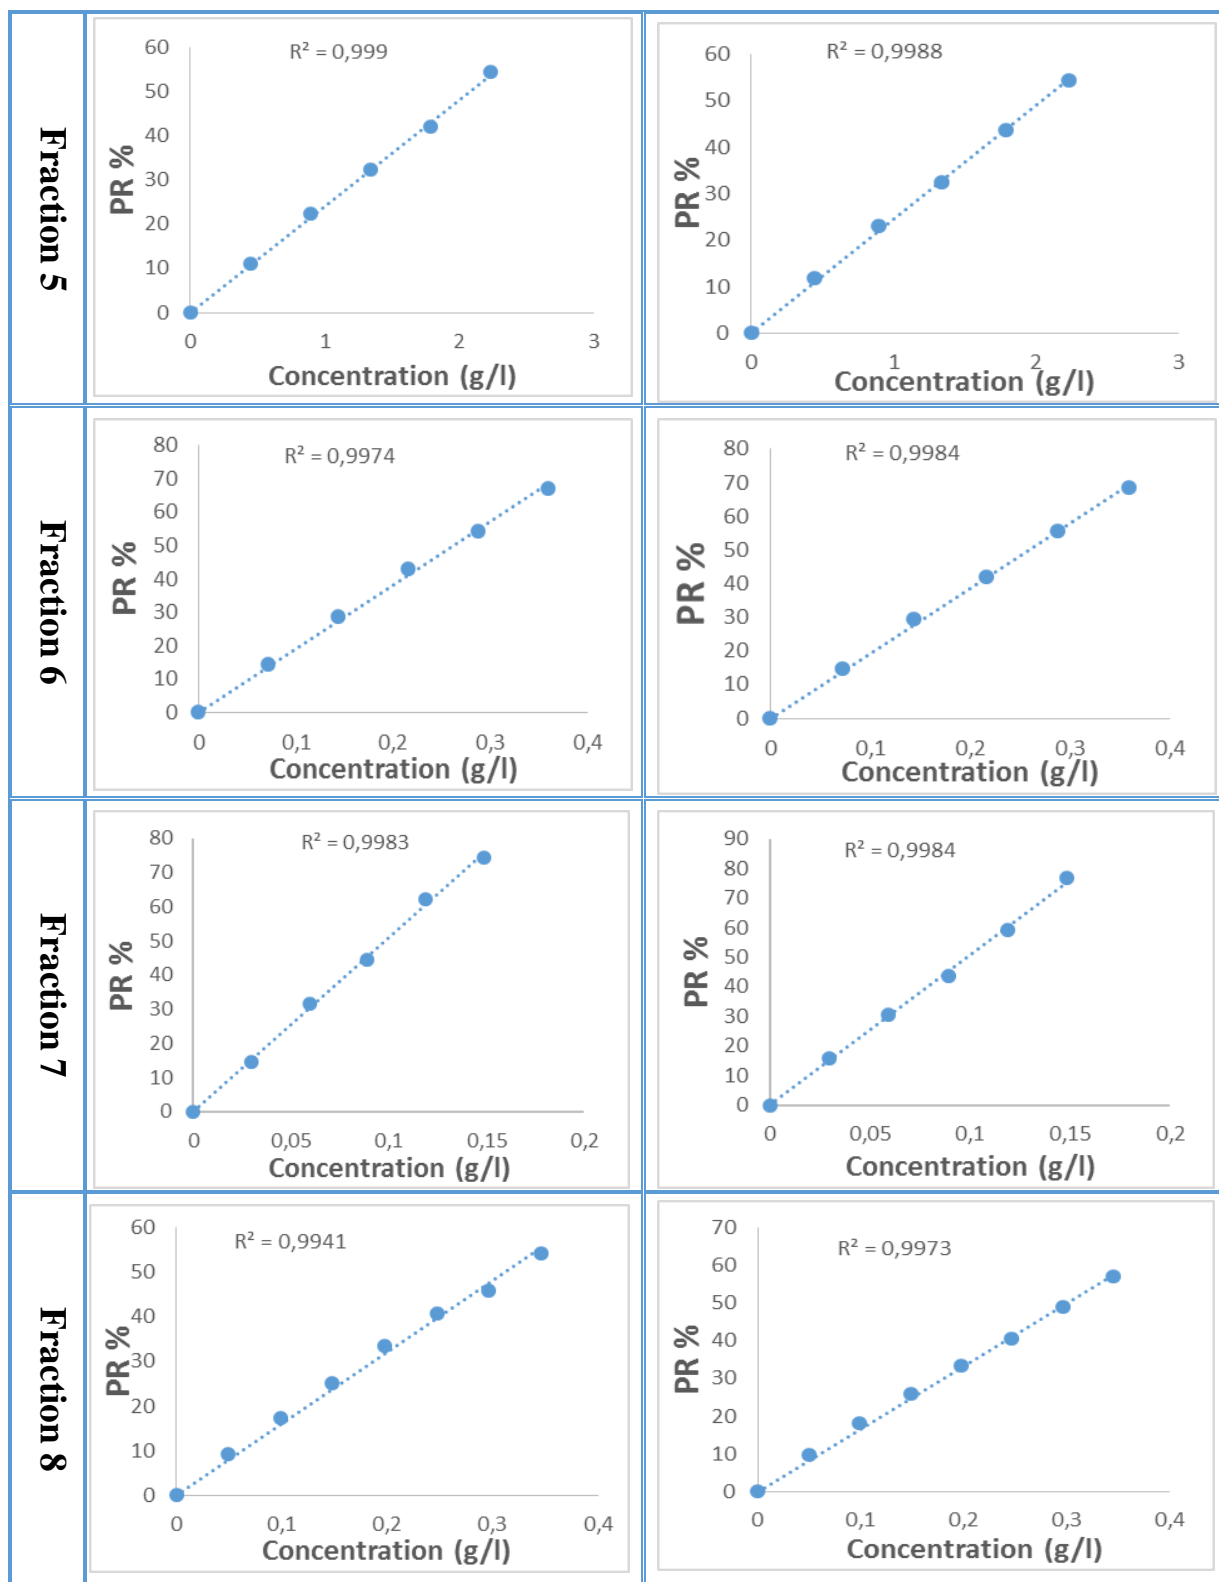 Fraction 5
R² = 0,999
60
50
40
30
20
10
0
PR %
0 1 2 3
Concentration (g/l)
R² = 0,9988
60
50
40
30
20
10
0
PR %
0 1 2 3
Concentration (g/l)
Fraction 6
R² = 0,9974
80
70
60
50
40
30
20
10
0
PR %
0 0,1 0,2 0,3 0,4
Concentration (g/l)
R² = 0,9984
80
70
60
50
40
30
20
10
0
PR %
0 0,1 0,2 0,3 0,4
Concentration (g/l)
Fraction 7
R² = 0,9983
80
70
60
50
40
30
20
10
0
PR %
0 0,05 0,1 0,15 0,2
Concentration (g/l)
R² = 0,9984
90
80
70
60
50
40
30
20
10
0
PR %
0 0,05 0,1 0,15 0,2
Concentration (g/l)
Fraction 8
R² = 0,9941
60
50
40
30
20
10
0
PR %
0 0,1 0,2 0,3 0,4
Concentration (g/l)
R² = 0,9973
70
60
50
40
30
20
10
0
PR %
0 0,1 0,2 0,3 0,4
Concentration (g/l)